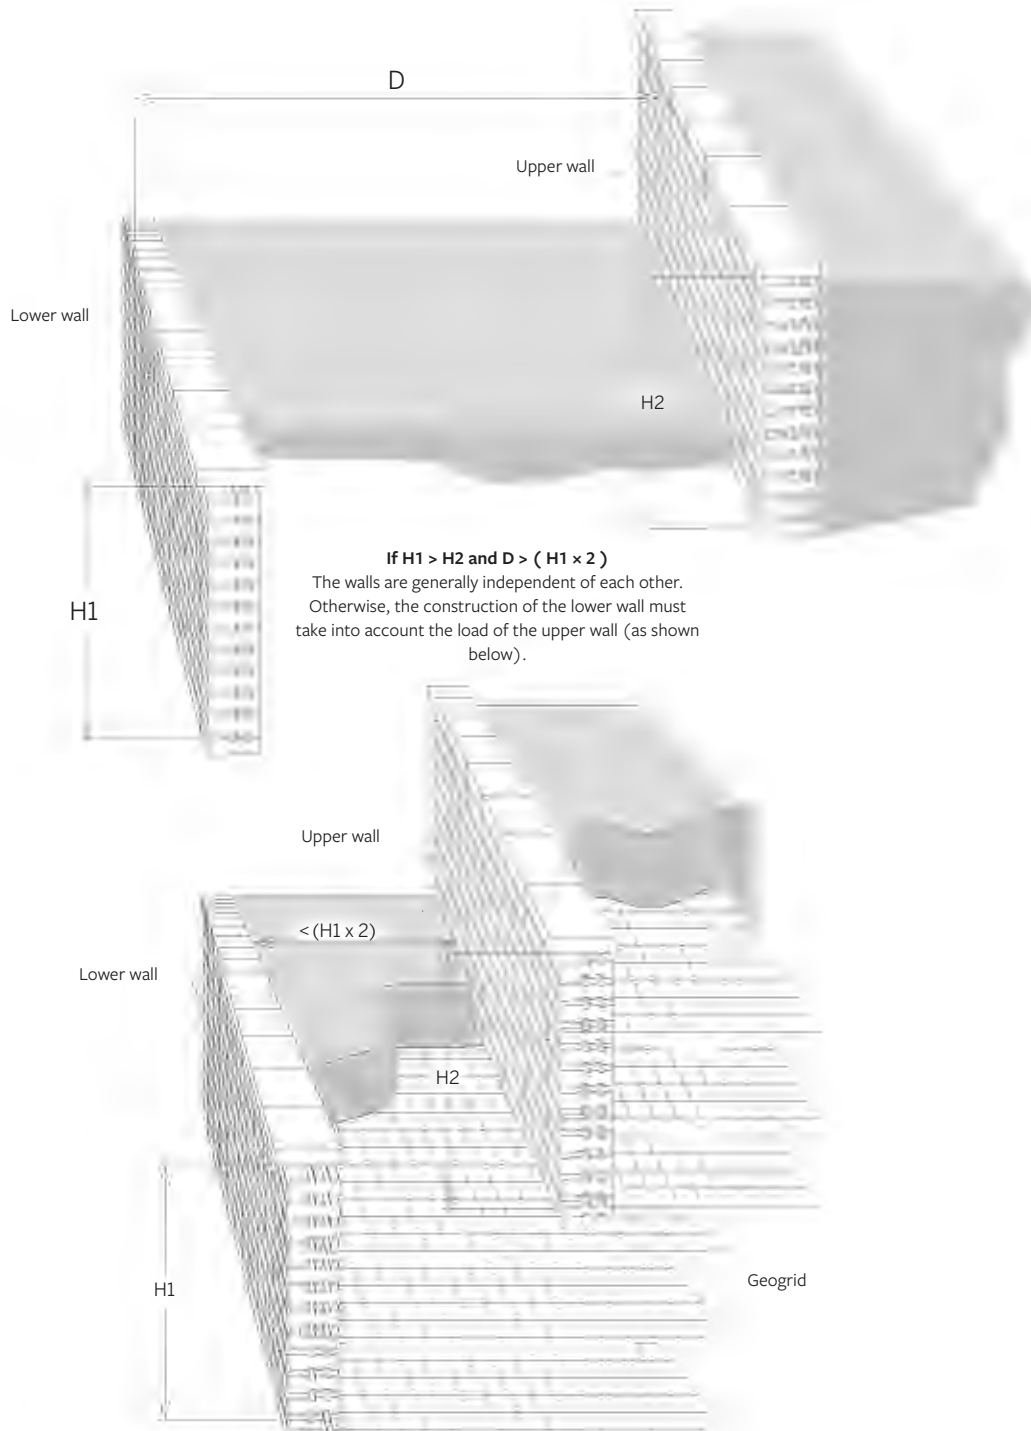 D
Upper wall
Lower wall
H2
H1
If H1 > H2 and D > ( H1 × 2 )
The walls are generally independent of each other.
Otherwise, the construction of the lower wall must
take into account the load of the upper wall (as shown
below).
Upper wall
< (H1 x 2)
Lower wall
H2
Geogrid
H1